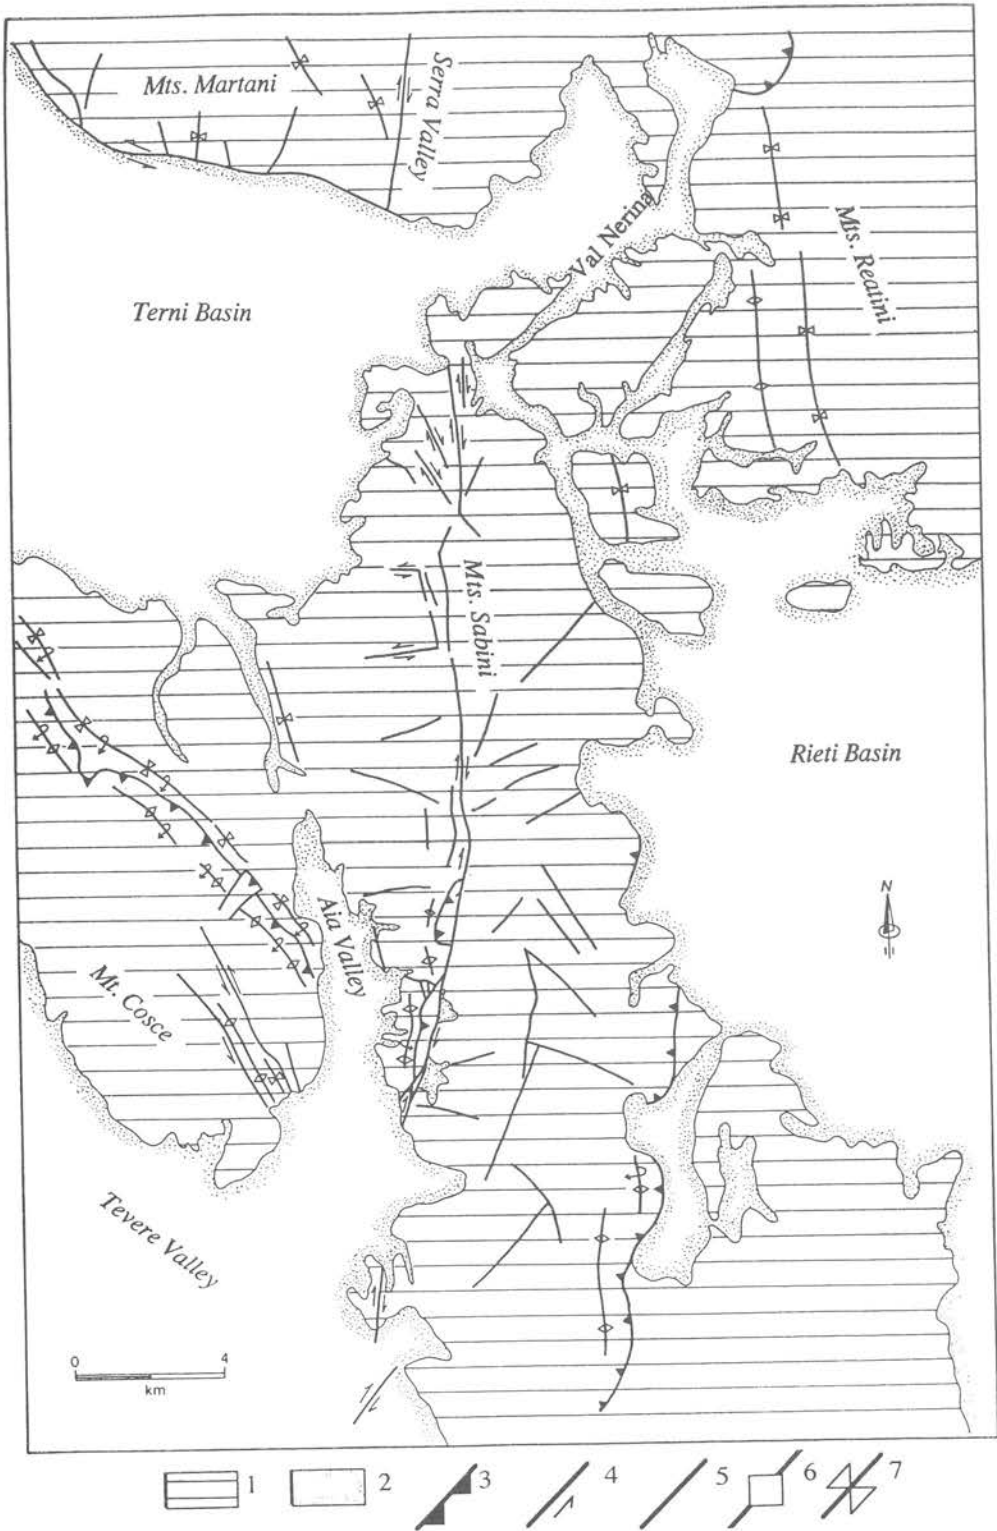 Mts. Martani
Serra Valley
Val Nerina
Mts. Reatini
Terni Basin
Mts. Sabini
Rieti Basin
N
Aia Valley
Mt. Cosce
Tevere Valley
0 4
km
1 2 3 4 5 6 7